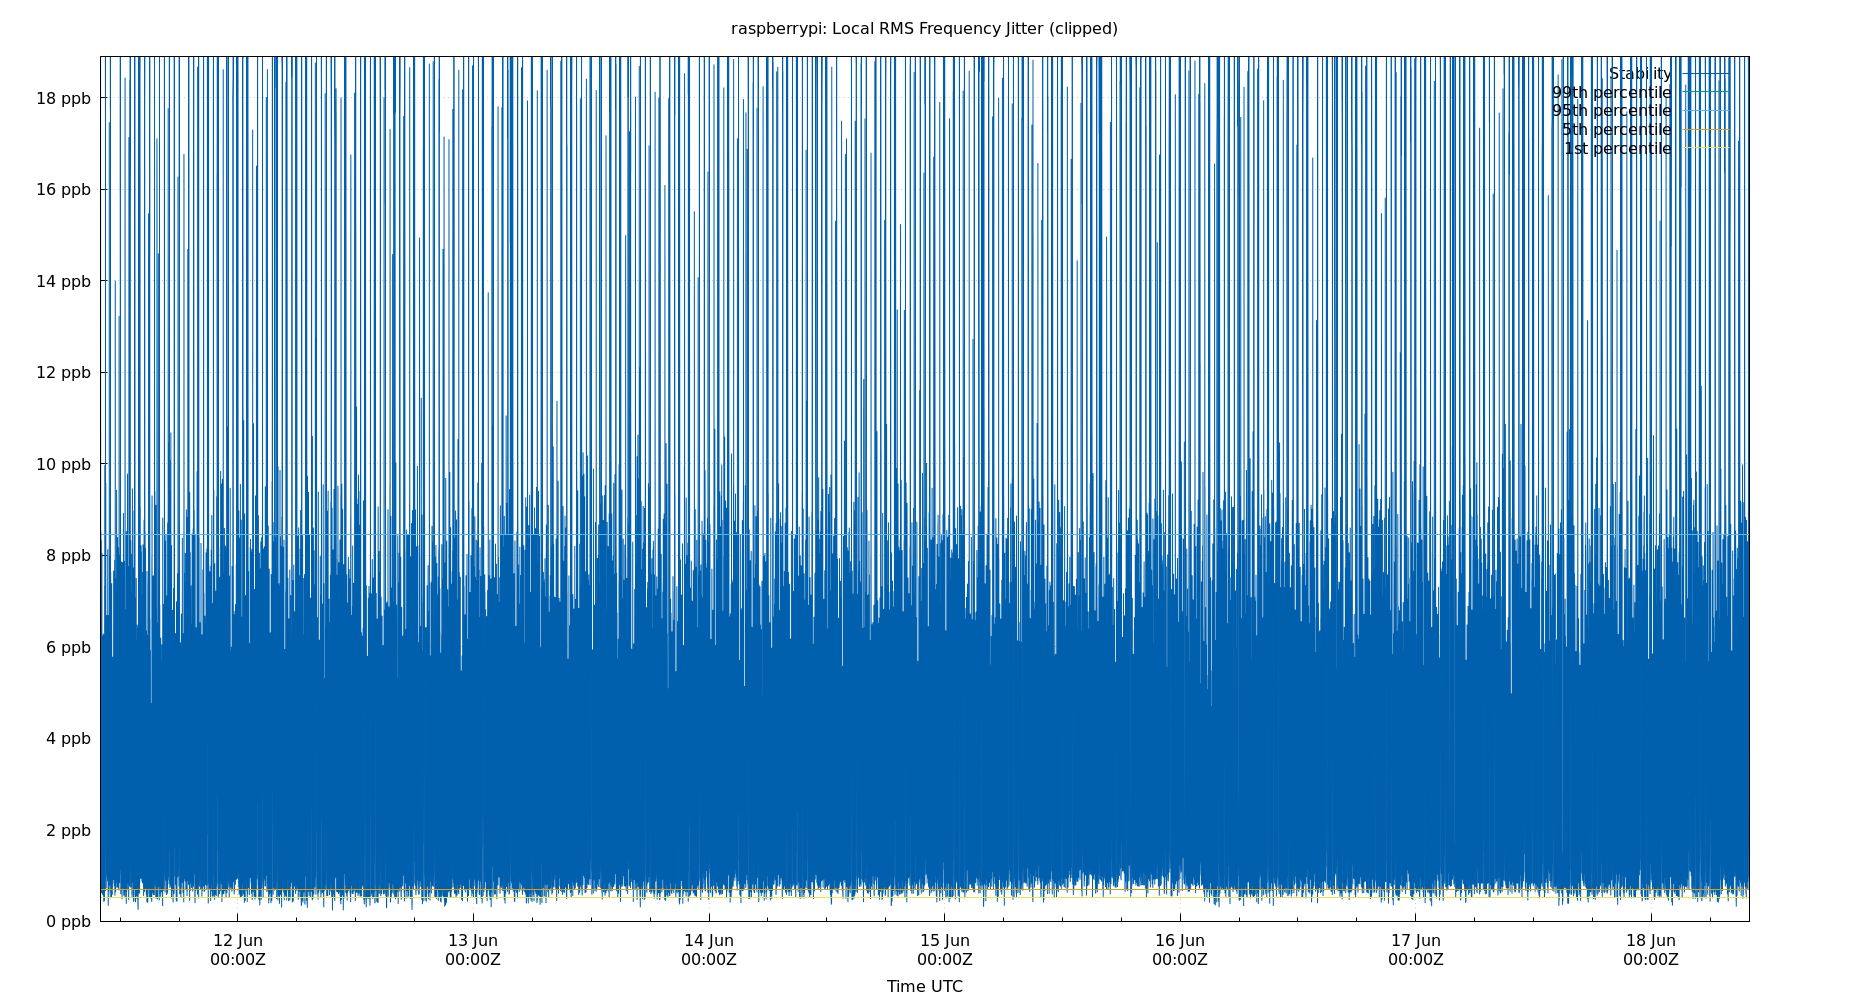 raspberrypi: Local RMS Frequency Jitter (clipped)
Stability
99th percentile
95th percentile
5th percentile
1st percentile
18 ppb
16 ppb
14 ppb
12 ppb
10 ppb
8 ppb
6 ppb
4 ppb
2 ppb
0 ppb
12 Jun 13 Jun 14 Jun 15 Jun 16 Jun 17 Jun 18 Jun
00:00Z 00:00Z 00:00Z 00:00Z 00:00Z 00:00Z 00:00Z
Time UTC